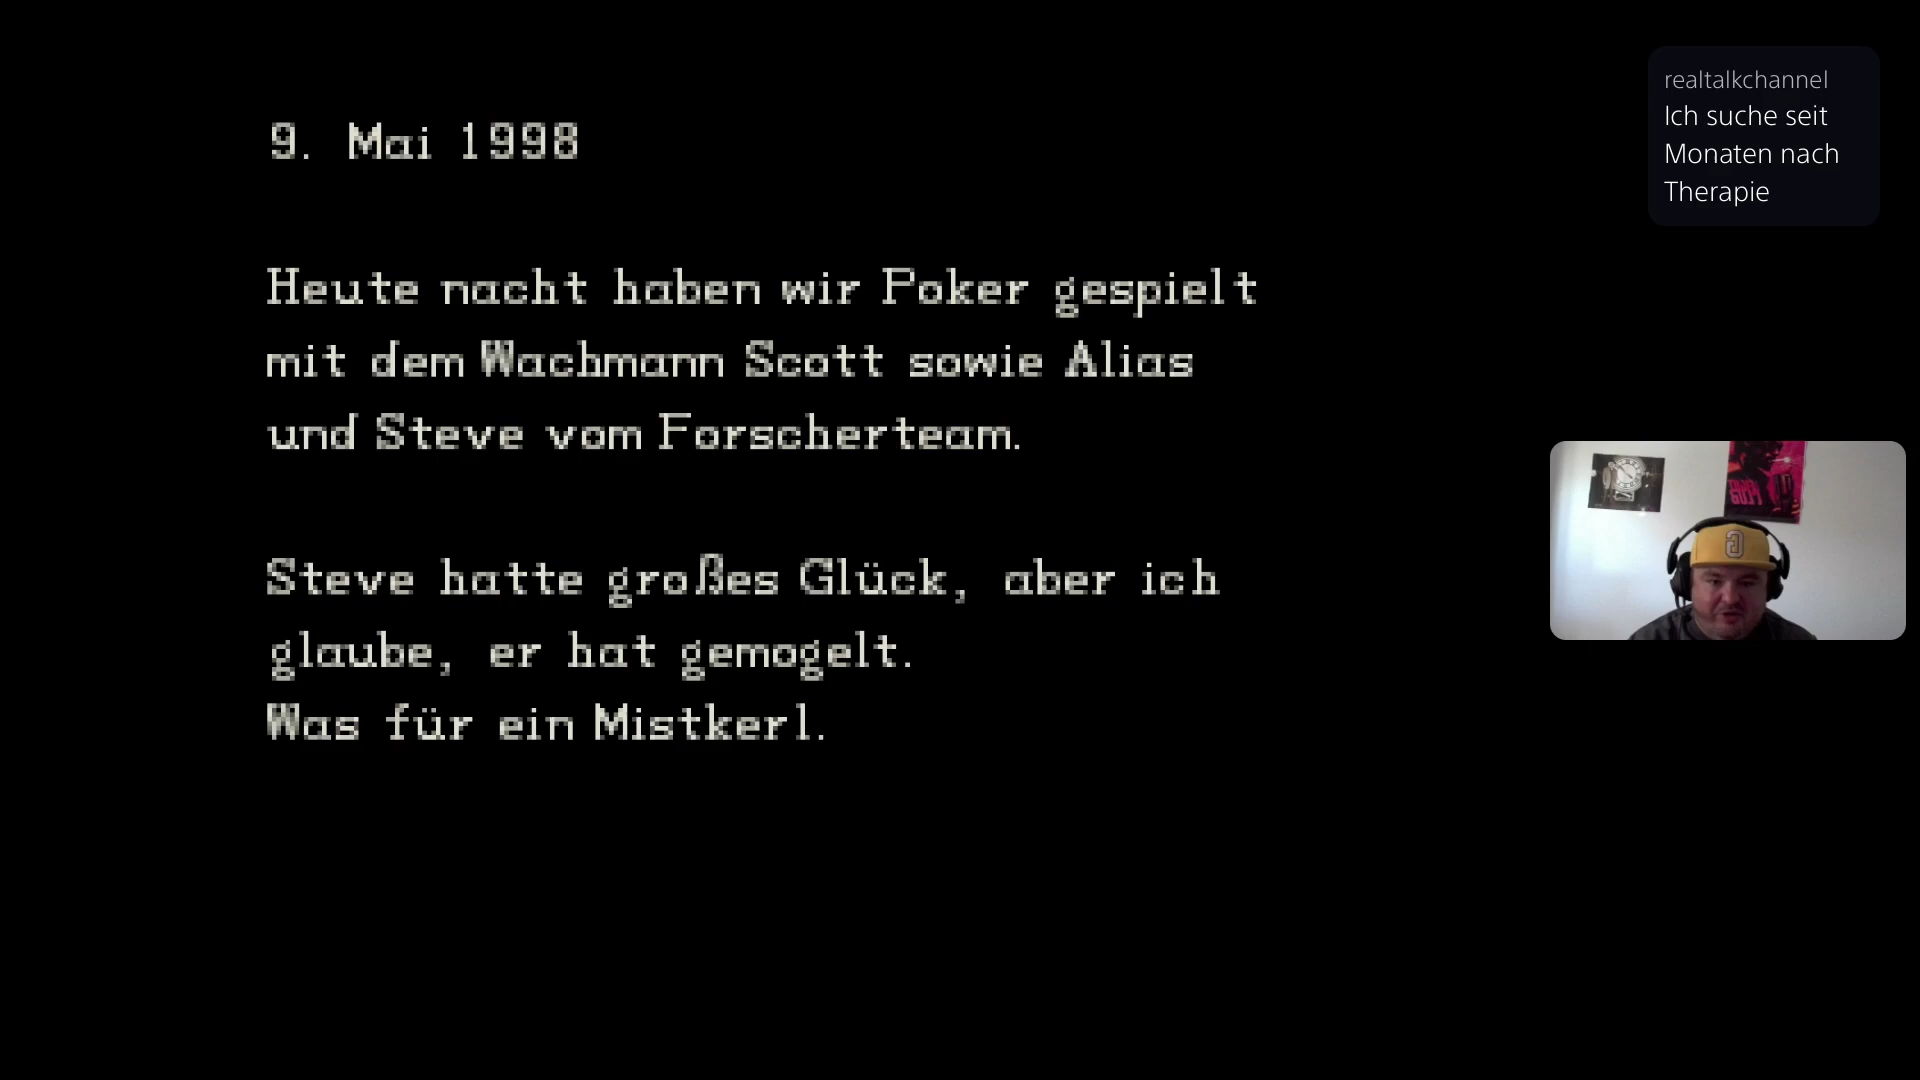 9. Mai 1998
Heute nacht haben wir Poker gespielt
mit dem Wachmann Scott sowie Alias
und Steve vom Forscherteam.
Steve hatte großes Glück, aber ich
glaube, er hat gemogelt.
Was für ein Mistkerl.
realtalkchannel
Ich suche seit
Monaten nach
Therapie